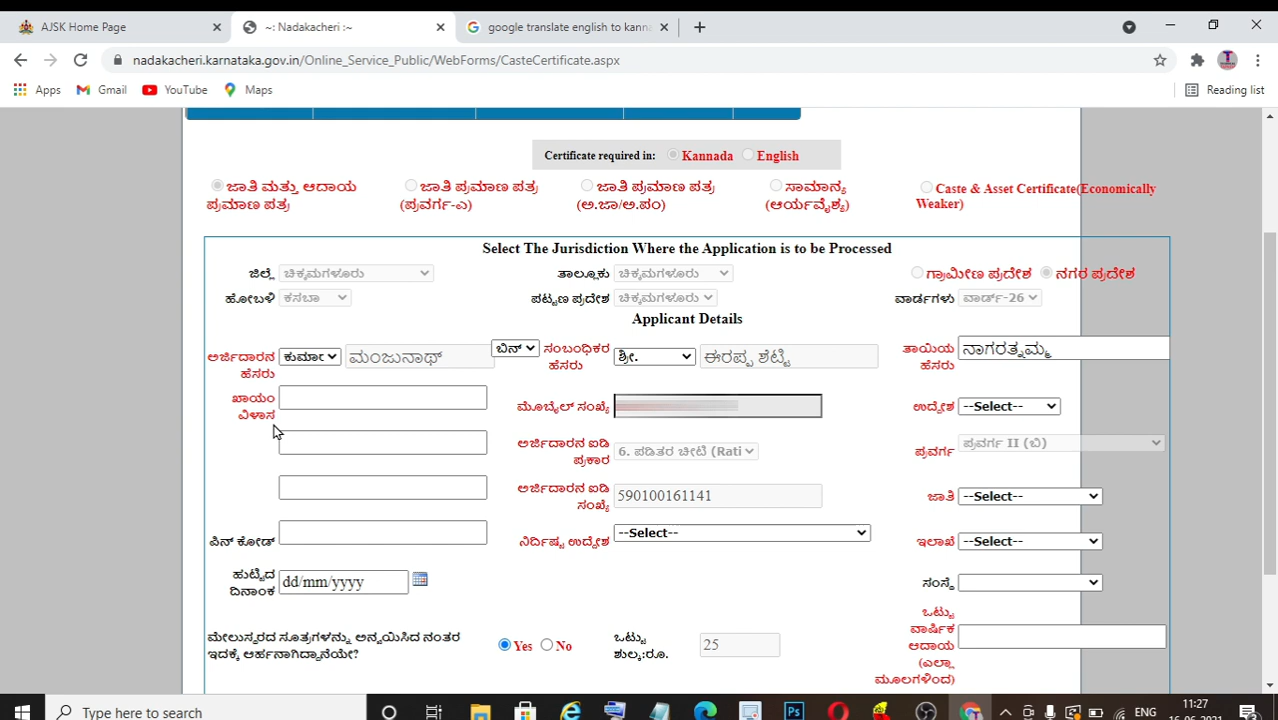 AJSK Home Page
~: Nadakacheri :~
google translate english to kann
nadakacheri.karnataka.gov.in/Online_Service_Public/WebForms/CasteCertificate.aspx
Apps Gmail YouTube Maps Reading list
Certificate required in: Kannada English
ಜಾತಿ ಮತ್ತು ಆದಾಯ ಜಾತಿ ಪ್ರಮಾಣ ಪತ್ರ ಜಾತಿ ಪ್ರಮಾಣ ಪತ್ರ ಸಾಮಾನ್ಯ Caste & Asset Certificate(Economically
ಪ್ರಮಾಣ ಪತ್ರ (ಪ್ರವರ್ಗ-ಎ) (ಅ.ಜಾ/ಅ.ಪಂ) (ಆರ್ಯವೈಶ್ಯ) Weaker)
Select The Jurisdiction Where the Application is to be Processed
ಜಿಲ್ಲೆ ಚಿಕ್ಕಮಗಳೂರು ತಾಲ್ಲೂಕು ಚಿಕ್ಕಮಗಳೂರು ಗ್ರಾಮೀಣ ಪ್ರದೇಶ ನಗರ ಪ್ರದೇಶ
ಹೋಬಳಿ ಕಸಬಾ ಪಟ್ಟಣ ಪ್ರದೇಶ ಚಿಕ್ಕಮಗಳೂರು ವಾರ್ಡಗಳು ವಾರ್ಡ್-26
Applicant Details
ಅರ್ಜಿದಾರನ ಕುಮಾರ ಮಂಜುನಾಥ್ ಬಿನ್ ಸಂಬಂಧಿಕರ ಶ್ರೀ. ಈರಪ್ಪ ಶೆಟ್ಟಿ ತಾಯಿಯ ನಾಗರತ್ನಮ್ಮ
ಹೆಸರು ಹೆಸರು ಹೆಸರು
ಖಾಯಂ
ವಿಳಾಸ ಮೊಬೈಲ್ ಸಂಖ್ಯೆ ಉದ್ದೇಶ --Select--
ಅರ್ಜಿದಾರನ ಐಡಿ 6. ಪಡಿತರ ಚೀಟಿ (Rati ಪ್ರವರ್ಗ ಪ್ರವರ್ಗ II (ಬಿ)
ಪ್ರಕಾರ
ಅರ್ಜಿದಾರನ ಐಡಿ 590100161141 ಜಾತಿ --Select--
ಸಂಖ್ಯೆ
ಪಿನ್ ಕೋಡ್ ನಿರ್ದಿಷ್ಟ ಉದ್ದೇಶ --Select-- ಇಲಾಖೆ --Select--
ಹುಟ್ಟಿದ dd/mm/yyyy ಸಂಸ್ಥೆ
ದಿನಾಂಕ
ಮೇಲುಸ್ತರದ ಸೂತ್ರಗಳನ್ನು ಅನ್ವಯಿಸಿದ ನಂತರ Yes No ಒಟ್ಟು 25 ಒಟ್ಟು
ಇದಕ್ಕೆ ಅರ್ಹನಾಗಿದ್ದಾನೆಯೇ? ಶುಲ್ಕ:ರೂ. ವಾರ್ಷಿಕ
ಆದಾಯ
(ಎಲ್ಲಾ
ಮೂಲಗಳಿಂದ)
Type here to search ENG 11:27
16-06-2021